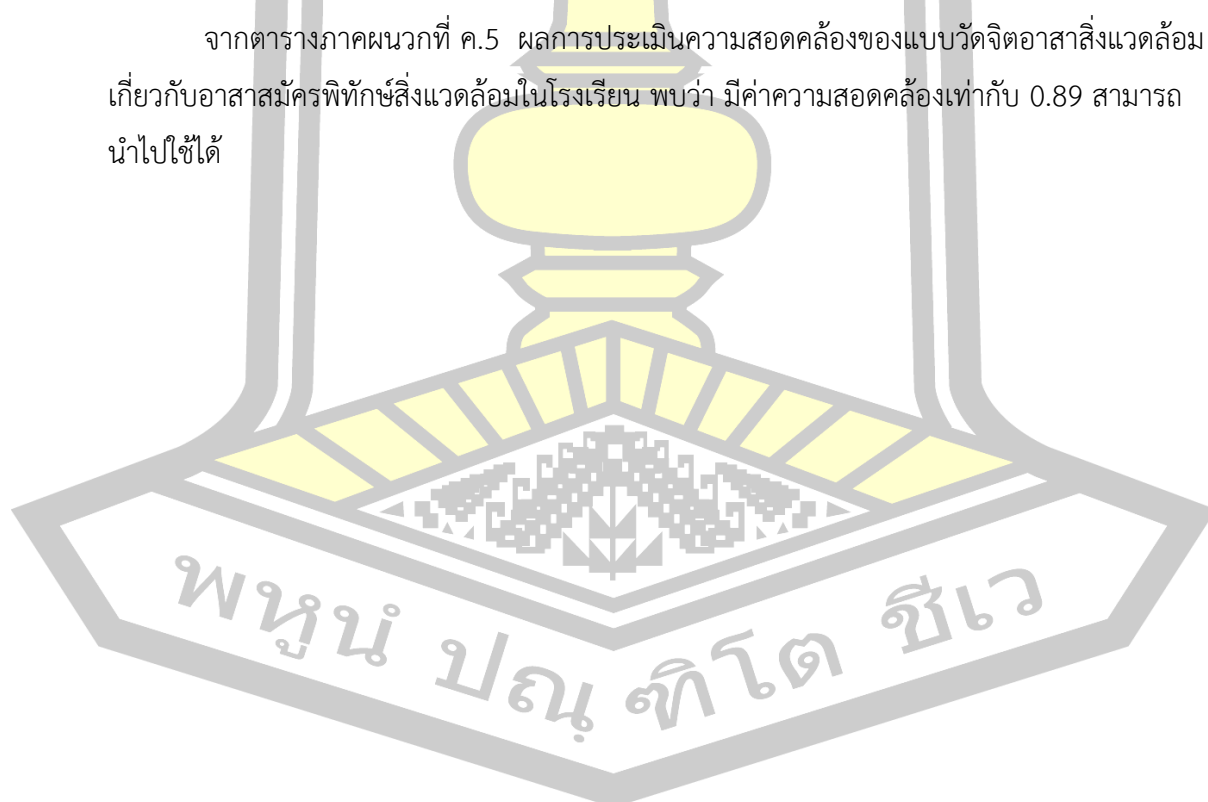 จากตารางภาคผนวกที่ ค.5 ผลการประเมินความสอดคล้องของแบบวัดจิตอาสาสิ่งแวดล้อม
เกี่ยวกับอาสาสมัครพิทักษ์สิ่งแวดล้อมในโรงเรียน พบว่า มีค่าความสอดคล้องเท่ากับ 0.89 สามารถ
นำไปใช้ได้
พหูนํ ปณฺฑิโต ชีเว